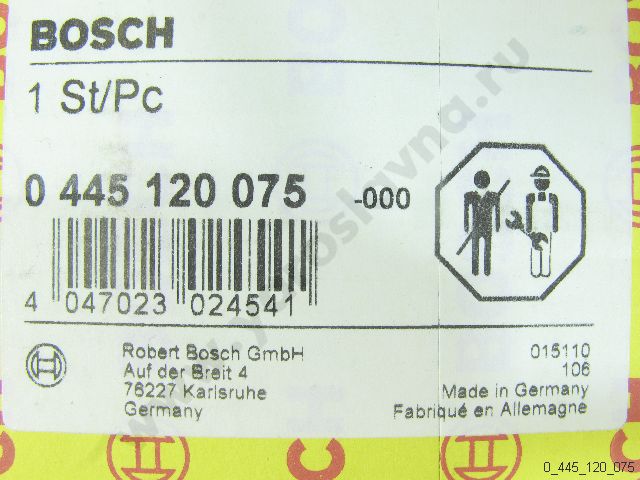 BOSCH
1 St/Pc
0 445 120 075 -000
4 047023 024541
Robert Bosch GmbH
Auf der Breit 4
76227 Karlsruhe
Germany
015110
106
Made in Germany
Fabriqué en Allemagne
0_445_120_075